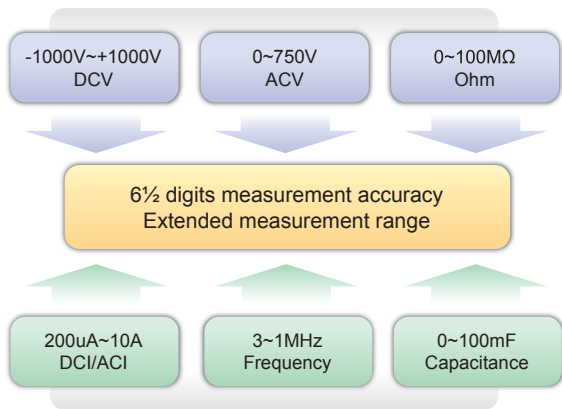 -1000V~+1000V
DCV
0~750V
ACV
0~100MΩ
Ohm
6½ digits measurement accuracy
Extended measurement range
200uA~10A
DCI/ACI
3~1MHz
Frequency
0~100mF
Capacitance